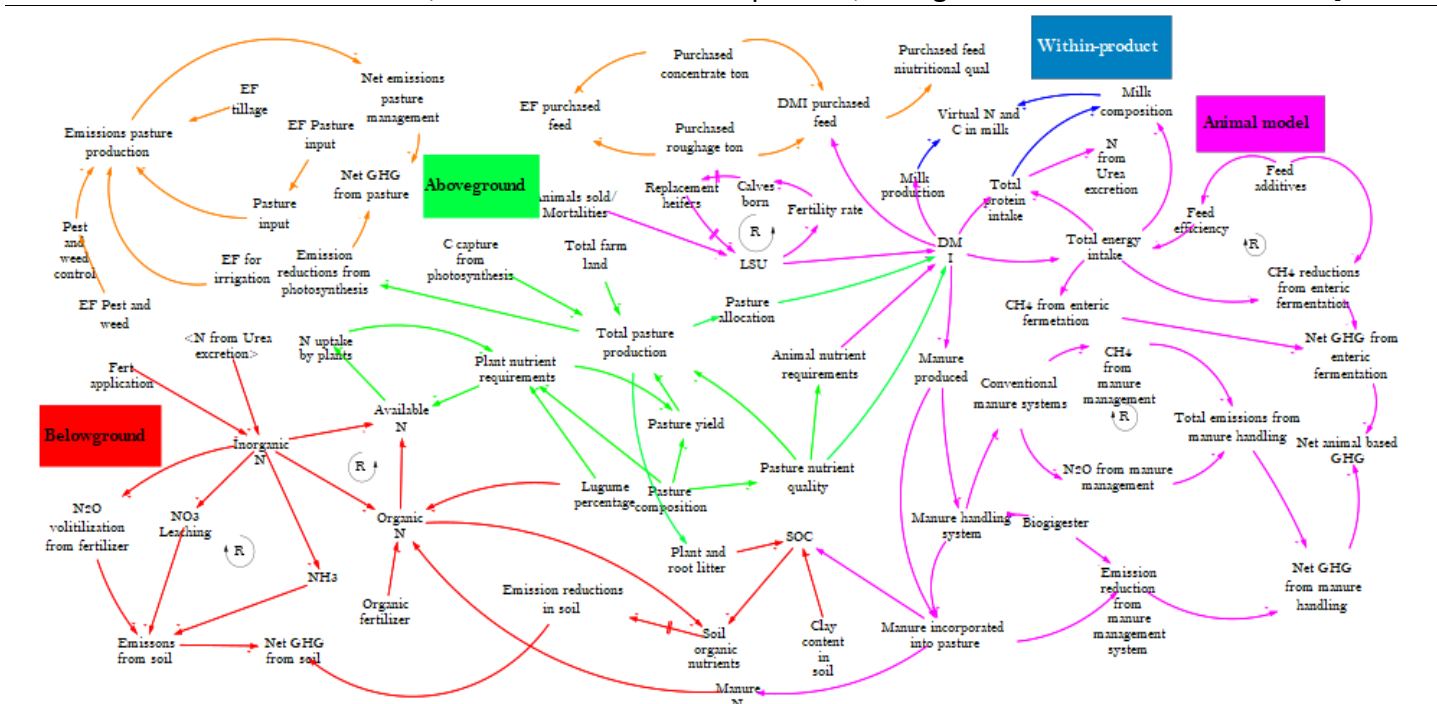 Within-product
Purchased
concentrate ton
Purchased feed
niutritional qual
Net emissions
pasture
management
EF
tillage
EF purchased
feed
DMI purchased
feed
Milk
composition
Virtual N and
C in milk
Animal model
Emissions pasture
production
EF Pasture
input
Purchased
roughage ton
N
from
Urea
excretion
Net GHG
from pasture
Aboveground
Replacement
heifers
Calves
born
Milk
production
Total
protein
intake
Feed
additives
Animals sold/
Mortalities
Fertility rate
Feed
efficiency
Pasture
input
Pest
and
weed
control
R
R
C capture
from
photosynthesis
Total farm
land
LSU
DM
I
Total energy
intake
EF for
irrigation
Emission
reductions from
photosynthesis
CH4 reductions
from enteric
fermentation
EF Pest and
weed
Pasture
allocation
CH4 from enteric
fermetation
<N from Urea
excretion>
N uptake
by plants
Total pasture
production
Net GHG from
enteric
fermentation
Fert
application
Plant nutrient
requirements
Animal nutrient
requirements
Manure
produced
CH4
from
manure
management
Conventional
manure systems
R
Available
N
Pasture yield
Total emissions from
manure handling
Belowground
Inorganic
N
Net animal based
GHG
R
Pasture nutrient
quality
N2O from manure
management
Lugume
percentage
Pasture
composition
N2O
volitilization
from fertilizer
NO3
Leaching
R
Organic
N
Manure handling
system
Biogigester
SOC
Plant and
root litter
NH3
Emission reductions
in soil
Emission
reduction
from
manure
management
system
Net GHG
from manure
handling
Organic
fertilizer
Emissons
from soil
Net GHG
from soil
Soil
organic
nutrients
Clay
content
in
soil
Manure incorporated
into pasture
Manure
N